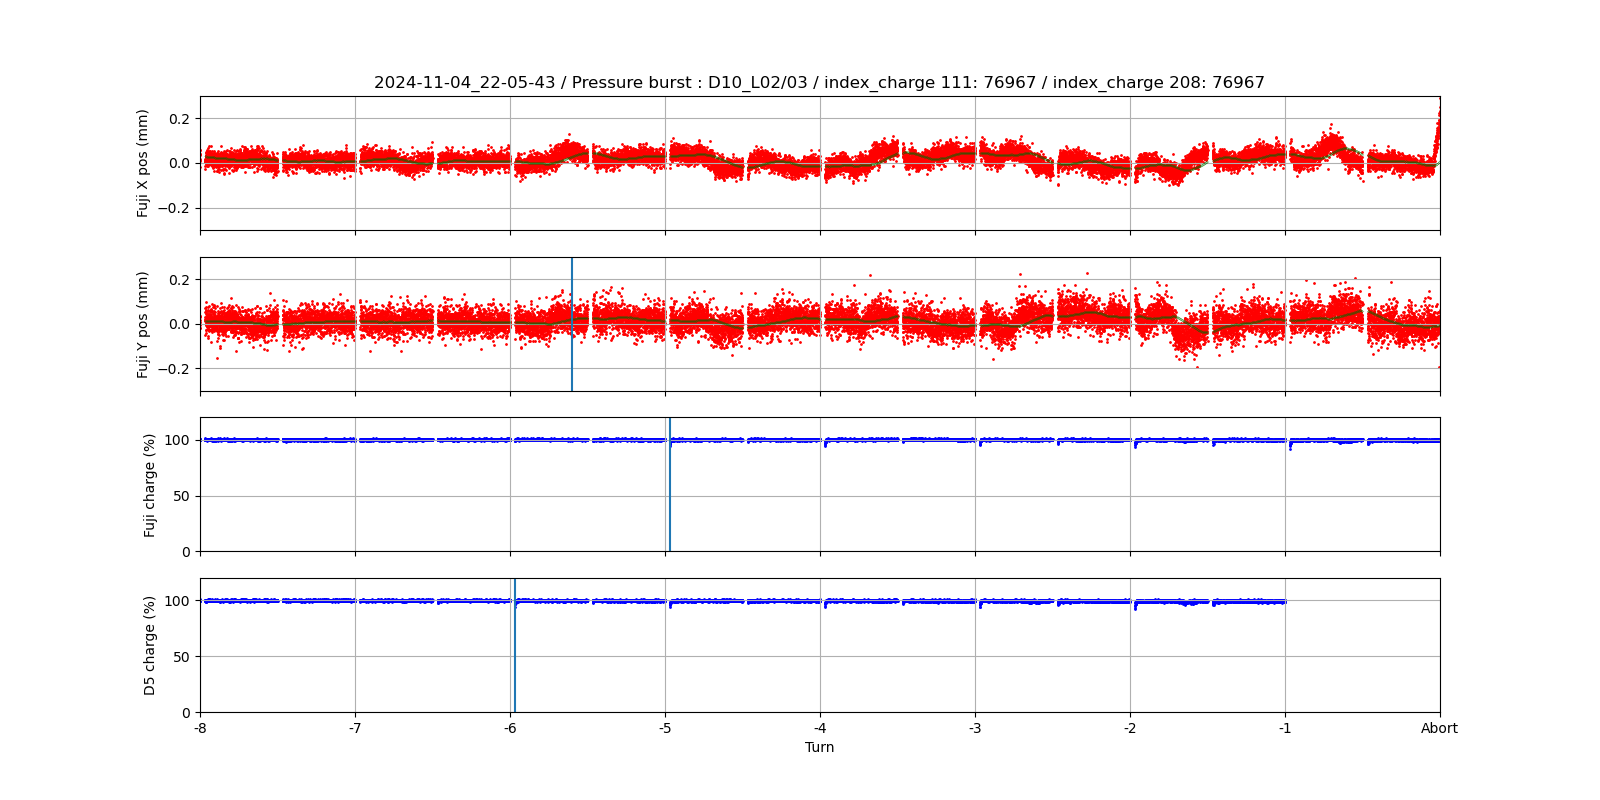 2024-11-04_22-05-43 / Pressure burst : D10_L02/03 / index_charge 111: 76967 / index_charge 208: 76967
Fuji X pos (mm)
0.2
0.0
−0.2
Fuji Y pos (mm)
0.2
0.0
−0.2
Fuji charge (%)
100
50
0
D5 charge (%)
100
50
0
-8 -7 -6 -5 -4 -3 -2 -1 Abort
Turn